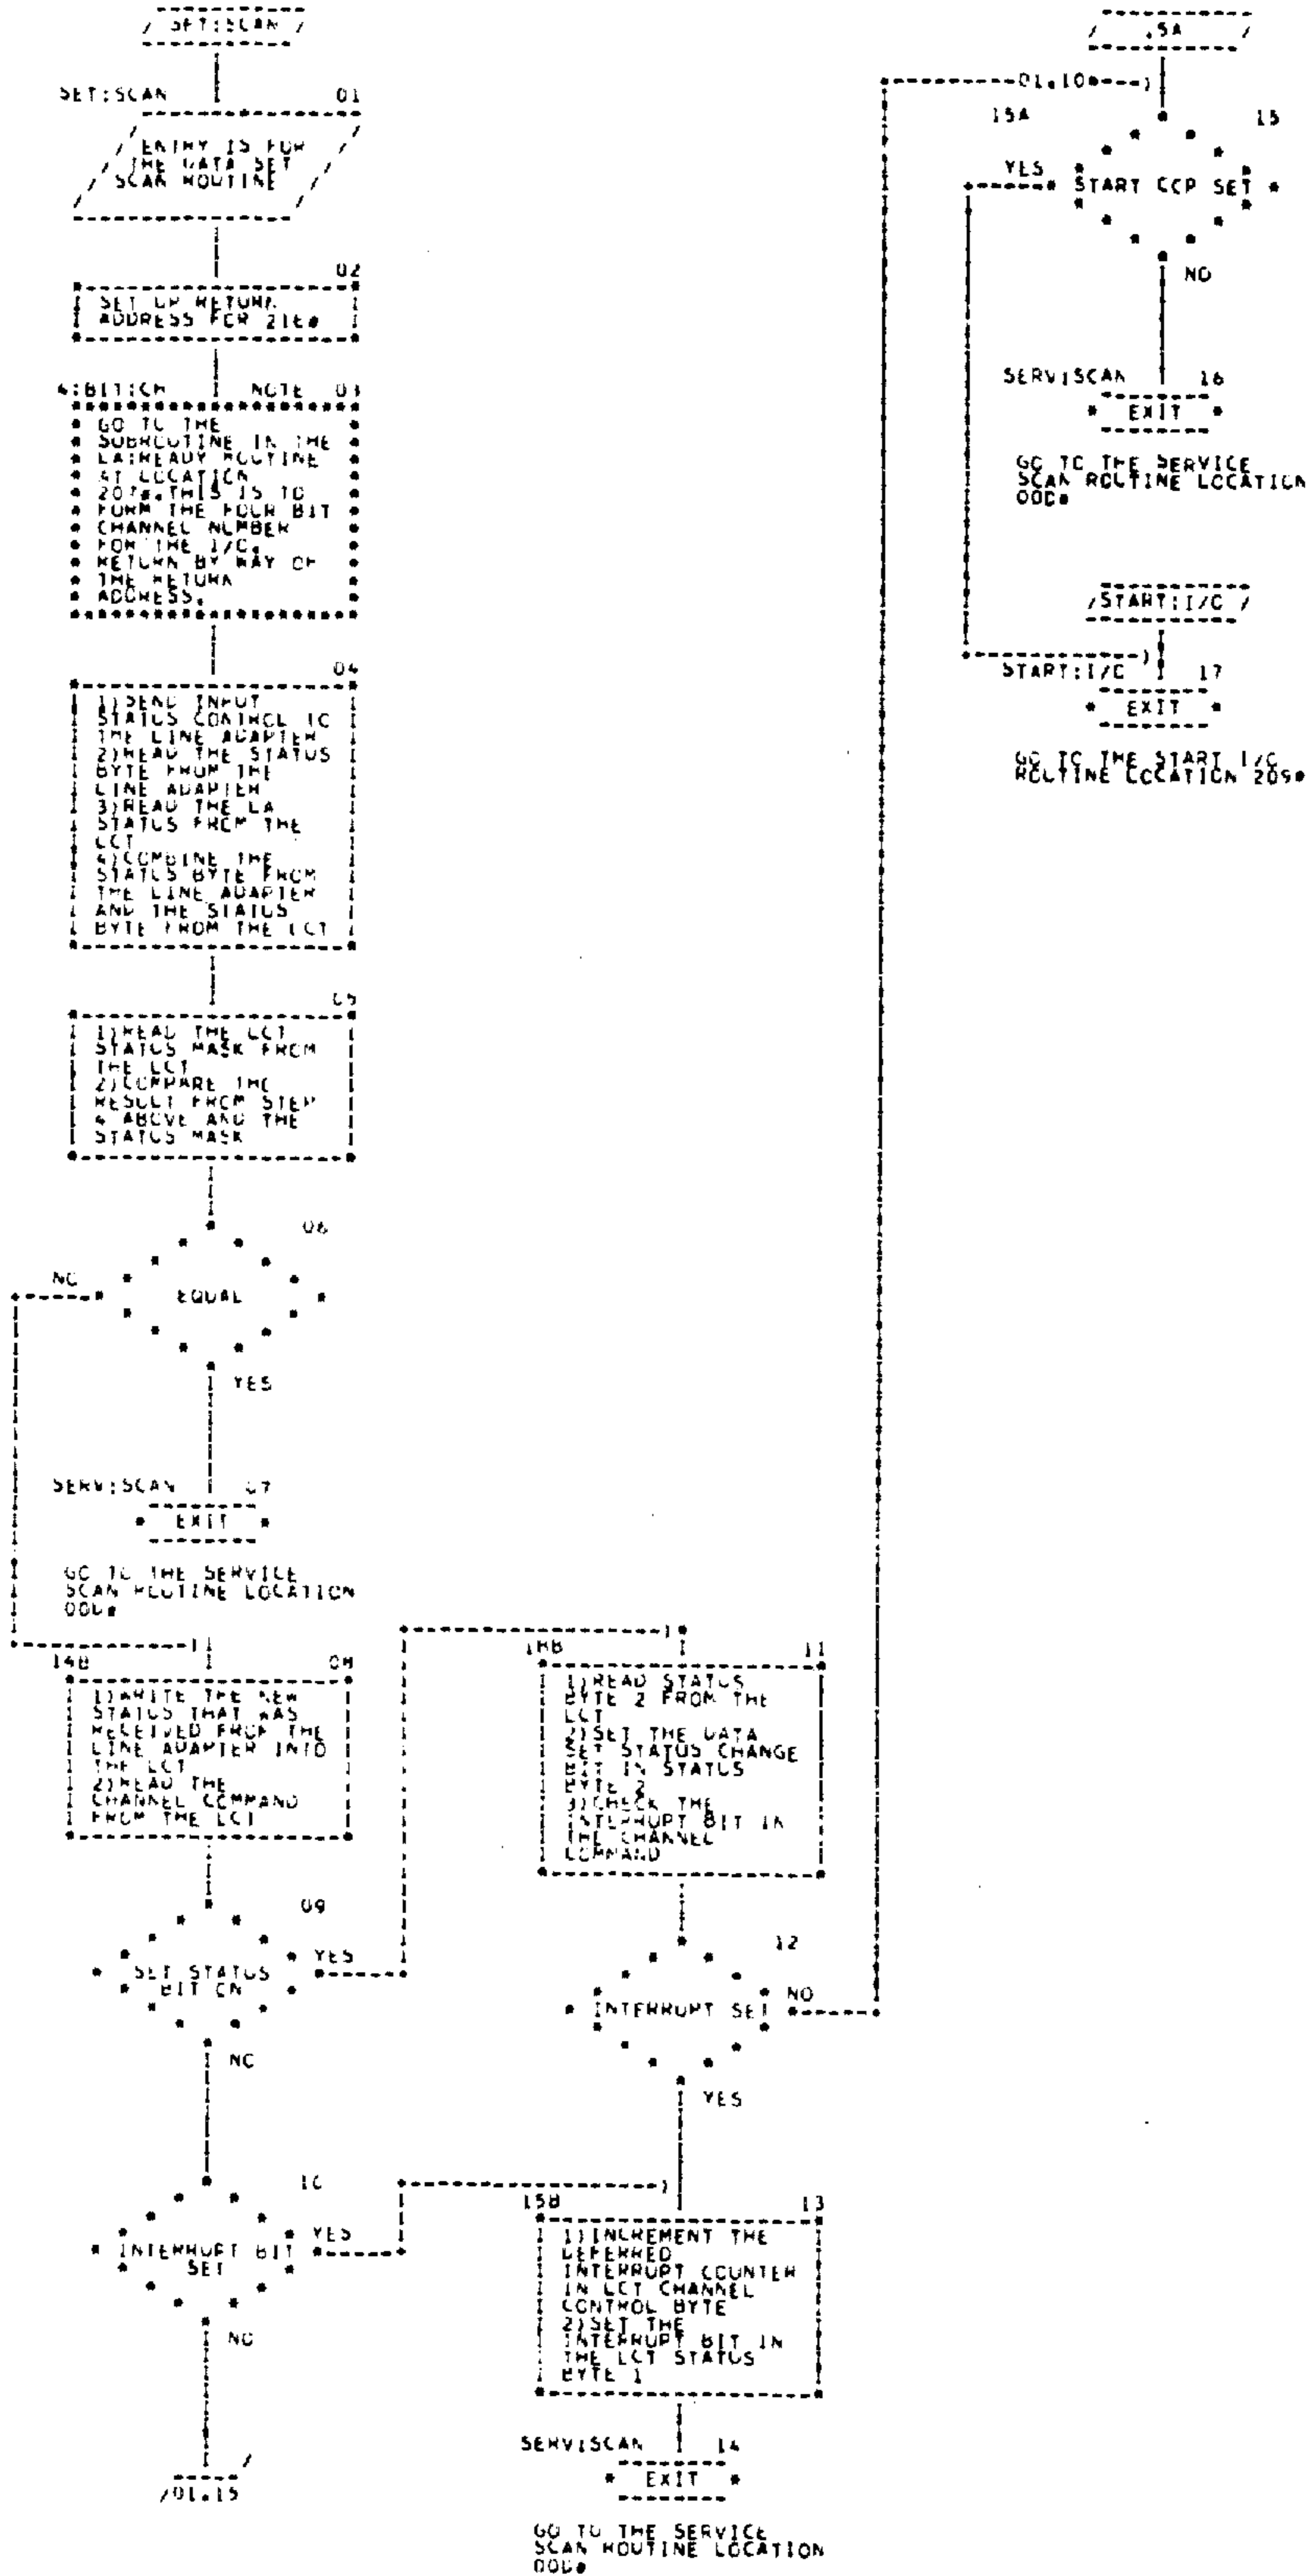 / SET:SCAN /
SET:SCAN 01
ENTRY IS FOR
THE DATA SET
SCAN ROUTINE
02
SET UP RETURN
ADDRESS FOR 21E*
4:BIT:CH NOTE 03
GO TO THE
SUBROUTINE IN THE
LA:READY ROUTINE
AT LOCATION
207*. THIS IS TO
FORM THE FOUR BIT
CHANNEL NUMBER
FOR THE I/C.
RETURN BY WAY OF
THE RETURN
ADDRESS.
04
1)SEND INPUT
STATUS CONTROL TO
THE LINE ADAPTER
2)READ THE STATUS
BYTE FROM THE
LINE ADAPTER
3)READ THE LA
STATUS FROM THE
LCT
4)COMBINE THE
STATUS BYTE FROM
THE LINE ADAPTER
AND THE STATUS
BYTE FROM THE LCT
05
1)READ THE LCT
STATUS MASK FROM
THE LCT
2)COMPARE THE
RESULT FROM STEP
4 ABOVE AND THE
STATUS MASK
06
NO
EQUAL
YES
SERV:SCAN 07
* EXIT *
GO TO THE SERVICE
SCAN ROUTINE LOCATION
00D*
14B 08
1)WRITE THE NEW
STATUS THAT WAS
RECEIVED FROM THE
LINE ADAPTER INTO
THE LCT
2)READ THE
CHANNEL COMMAND
FROM THE LCT
09
SET STATUS
BIT ON
YES
NO
10
INTERRUPT BIT
SET
YES
NO
/01.15
11
1)READ STATUS
BYTE 2 FROM THE
LCT
2)SET THE DATA
SET STATUS CHANGE
BIT IN STATUS
BYTE 2
3)CHECK THE
INTERRUPT BIT IN
THE CHANNEL
COMMAND
12
INTERRUPT SET
NO
YES
15B 13
1)INCREMENT THE
DEFERRED
INTERRUPT COUNTER
IN LCT CHANNEL
CONTROL BYTE
2)SET THE
INTERRUPT BIT IN
THE LCT STATUS
BYTE 1
SERV:SCAN 14
* EXIT *
GO TO THE SERVICE
SCAN ROUTINE LOCATION
00D*
/ .15A /
01.10*
15A 15
YES
START CCP SET
NO
SERV:SCAN 16
* EXIT *
GO TO THE SERVICE
SCAN ROUTINE LOCATION
00D*
/START:I/C /
START:I/C 17
* EXIT *
GO TO THE START I/C
ROUTINE LOCATION 209*